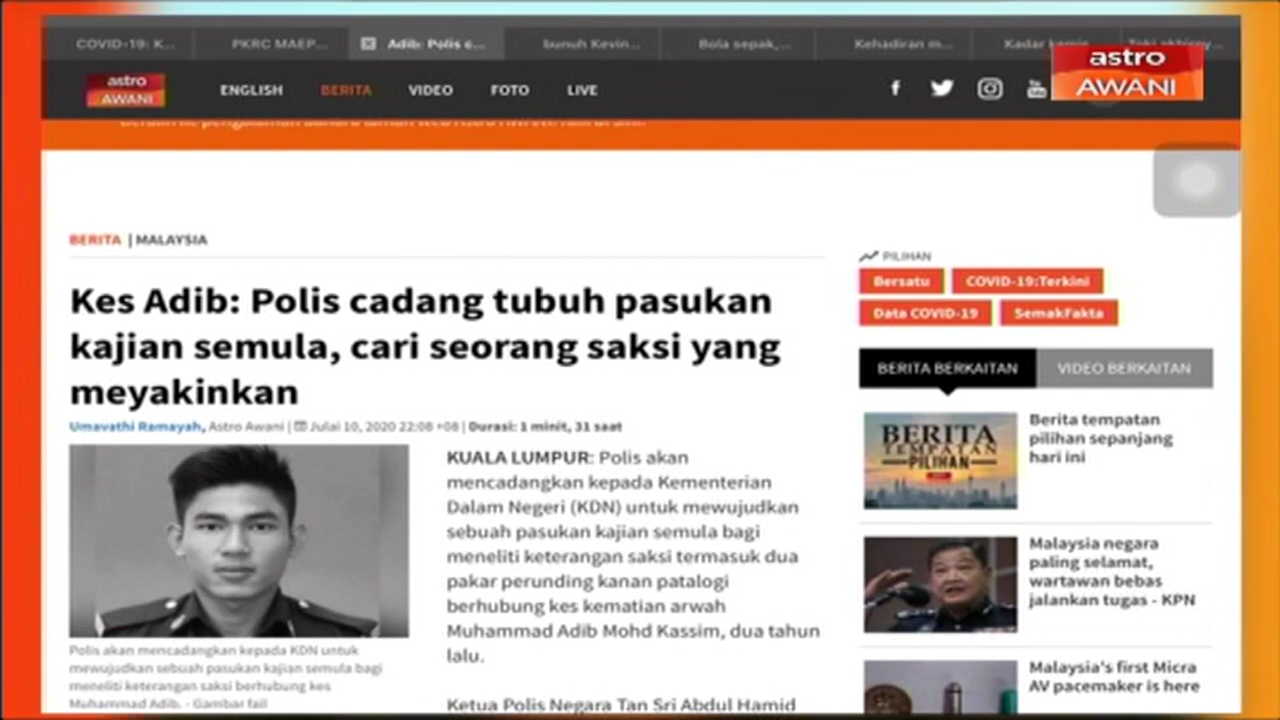 COVID-19: K...
PKRC MAEP...
Adib: Polis c...
bunuh Kevin...
Bola sepak,...
Kehadiran m...
astro
AWANI
astro
AWANI
ENGLISH
BERITA
VIDEO
FOTO
LIVE
BERITA | MALAYSIA
Kes Adib: Polis cadang tubuh pasukan
kajian semula, cari seorang saksi yang
meyakinkan
Umavathi Ramayah, Astro Awani | Julai 10, 2020 22:08 +08 | Durasi: 1 minit, 31 saat
Polis akan mencadangkan kepada KDN untuk
mewujudkan sebuah pasukan kajian semula bagi
meneliti keterangan saksi berhubung kes
Muhammad Adib. - Gambar fail
KUALA LUMPUR: Polis akan
mencadangkan kepada Kementerian
Dalam Negeri (KDN) untuk mewujudkan
sebuah pasukan kajian semula bagi
meneliti keterangan saksi termasuk dua
pakar perunding kanan patalogi
berhubung kes kematian arwah
Muhammad Adib Mohd Kassim, dua tahun
lalu.
Ketua Polis Negara Tan Sri Abdul Hamid
PILIHAN
Bersatu
COVID-19:Terkini
Data COVID-19
SemakFakta
BERITA BERKAITAN
VIDEO BERKAITAN
BERITA
TEMPATAN
PILIHAN
Berita tempatan
pilihan sepanjang
hari ini
Malaysia negara
paling selamat,
wartawan bebas
jalankan tugas - KPN
Malaysia's first Micra
AV pacemaker is here